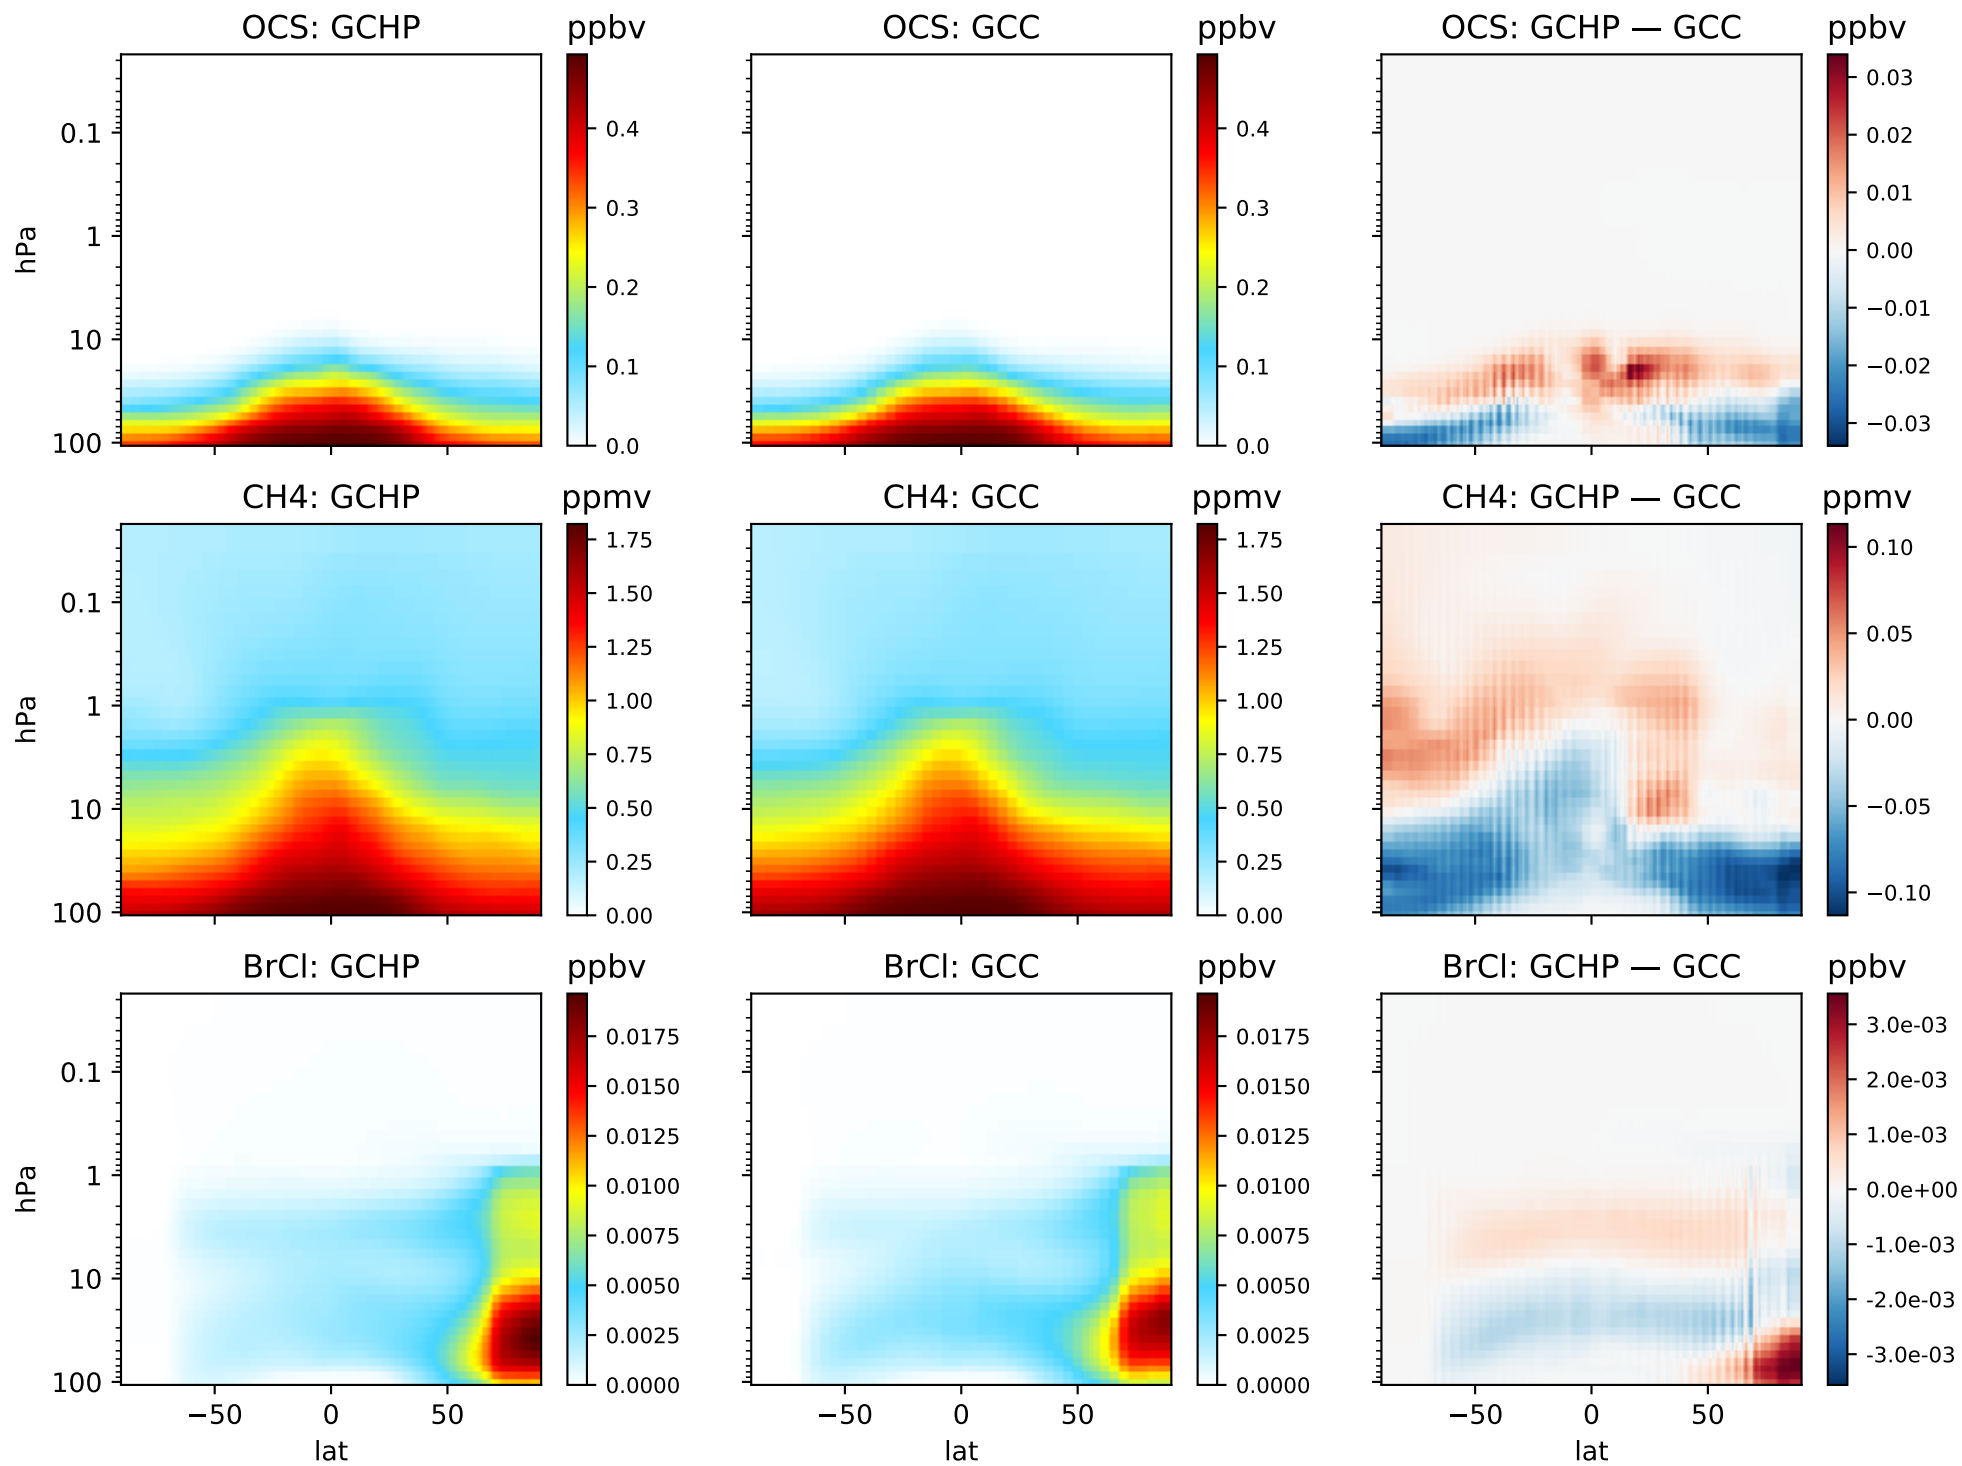 OCS: GCHP ppbv OCS: GCC ppbv OCS: GCHP — GCC ppbv
0.1 1 10 100
hPa
0.4 0.3 0.2 0.1 0.0
0.4 0.3 0.2 0.1 0.0
0.03 0.02 0.01 0.00 −0.01 −0.02 −0.03
CH4: GCHP ppmv CH4: GCC ppmv CH4: GCHP — GCC ppmv
0.1 1 10 100
hPa
1.75 1.50 1.25 1.00 0.75 0.50 0.25 0.00
1.75 1.50 1.25 1.00 0.75 0.50 0.25 0.00
0.10 0.05 0.00 −0.05 −0.10
BrCl: GCHP ppbv BrCl: GCC ppbv BrCl: GCHP — GCC ppbv
0.1 1 10 100
hPa
0.0175 0.0150 0.0125 0.0100 0.0075 0.0050 0.0025 0.0000
0.0175 0.0150 0.0125 0.0100 0.0075 0.0050 0.0025 0.0000
3.0e-03 2.0e-03 1.0e-03 0.0e+00 -1.0e-03 -2.0e-03 -3.0e-03
−50 0 50 −50 0 50 −50 0 50
lat lat lat